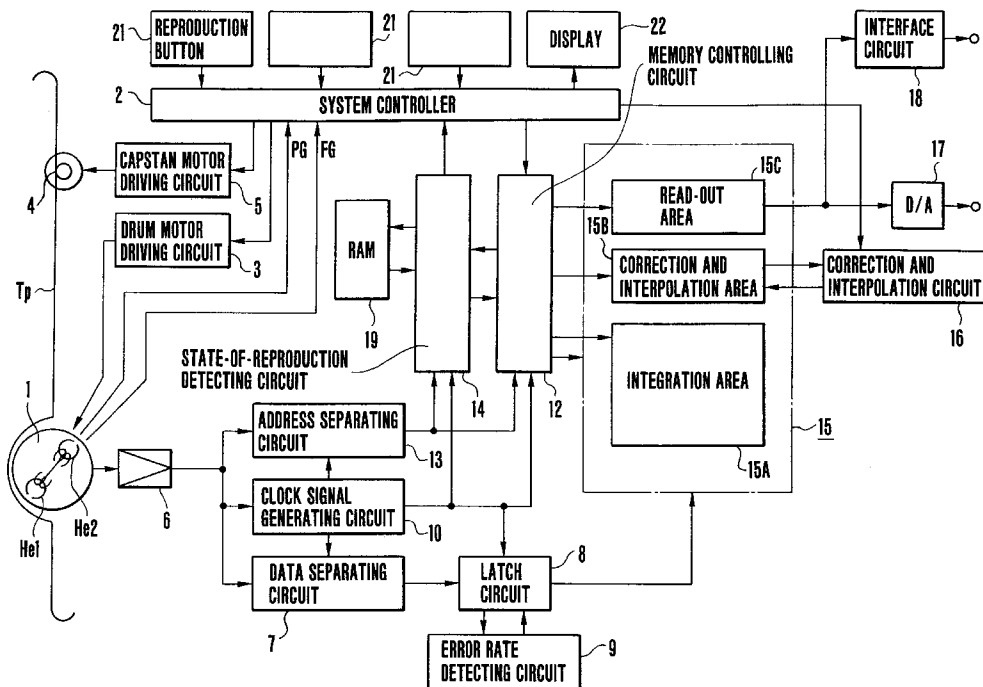 21
REPRODUCTION
BUTTON
21
21
DISPLAY
22
MEMORY CONTROLLING
CIRCUIT
INTERFACE
CIRCUIT
18
2
SYSTEM CONTROLLER
PG
FG
4
CAPSTAN MOTOR
DRIVING CIRCUIT
5
DRUM MOTOR
DRIVING CIRCUIT
3
Tp
RAM
19
STATE-OF-REPRODUCTION
DETECTING CIRCUIT
14
12
15C
READ-OUT
AREA
17
D/A
15B
CORRECTION AND
INTERPOLATION AREA
CORRECTION AND
INTERPOLATION CIRCUIT
16
INTEGRATION AREA
15A
15
1
He1
He2
6
ADDRESS SEPARATING
CIRCUIT
13
CLOCK SIGNAL
GENERATING CIRCUIT
10
DATA SEPARATING
CIRCUIT
7
8
LATCH
CIRCUIT
ERROR RATE
DETECTING CIRCUIT
9